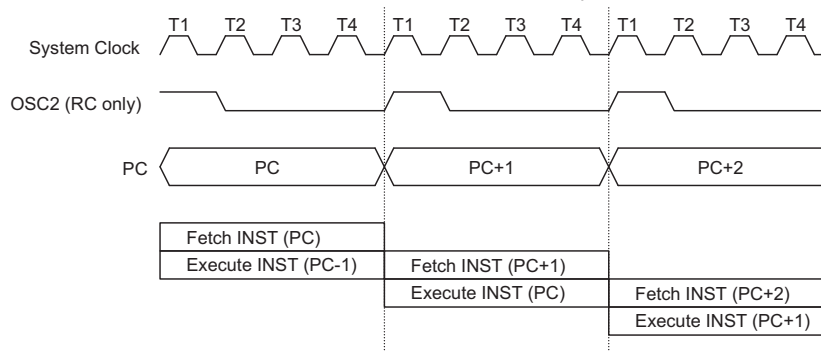 T1 T2 T3 T4 T1 T2 T3 T4 T1 T2 T3 T4
System Clock
OSC2 (RC only)
PC PC PC+1 PC+2
Fetch INST (PC)
Execute INST (PC-1) Fetch INST (PC+1)
Execute INST (PC) Fetch INST (PC+2)
Execute INST (PC+1)